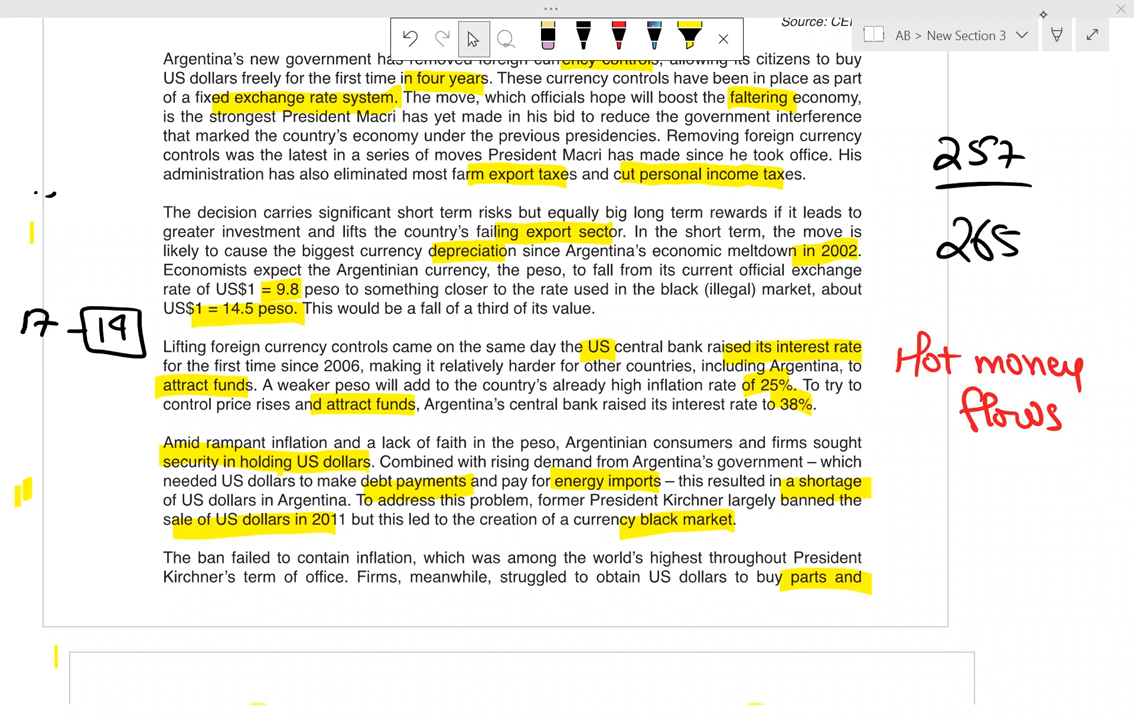 Source: CEI
AB > New Section 3
Argentina's new government has removed foreign currency controls, allowing its citizens to buy
US dollars freely for the first time in four years. These currency controls have been in place as part
of a fixed exchange rate system. The move, which officials hope will boost the faltering economy,
is the strongest President Macri has yet made in his bid to reduce the government interference
that marked the country's economy under the previous presidencies. Removing foreign currency
controls was the latest in a series of moves President Macri has made since he took office. His
administration has also eliminated most farm export taxes and cut personal income taxes.
257
265
The decision carries significant short term risks but equally big long term rewards if it leads to
greater investment and lifts the country's failing export sector. In the short term, the move is
likely to cause the biggest currency depreciation since Argentina's economic meltdown in 2002.
Economists expect the Argentinian currency, the peso, to fall from its current official exchange
rate of US$1 = 9.8 peso to something closer to the rate used in the black (illegal) market, about
US$1 = 14.5 peso. This would be a fall of a third of its value.
17 - 19
Lifting foreign currency controls came on the same day the US central bank raised its interest rate
for the first time since 2006, making it relatively harder for other countries, including Argentina, to
attract funds. A weaker peso will add to the country's already high inflation rate of 25%. To try to
control price rises and attract funds, Argentina's central bank raised its interest rate to 38%.
Hot money
flows
Amid rampant inflation and a lack of faith in the peso, Argentinian consumers and firms sought
security in holding US dollars. Combined with rising demand from Argentina's government – which
needed US dollars to make debt payments and pay for energy imports – this resulted in a shortage
of US dollars in Argentina. To address this problem, former President Kirchner largely banned the
sale of US dollars in 2011 but this led to the creation of a currency black market.
The ban failed to contain inflation, which was among the world's highest throughout President
Kirchner's term of office. Firms, meanwhile, struggled to obtain US dollars to buy parts and